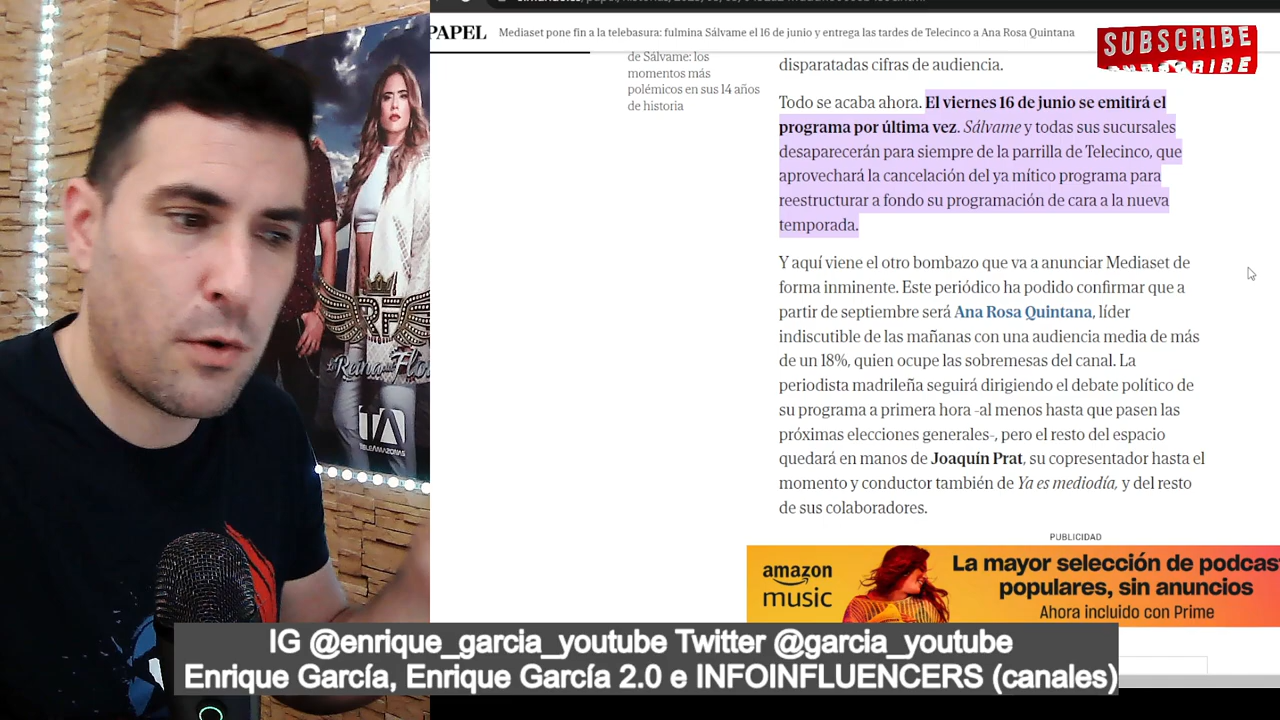 PAPEL
Mediaset pone fin a la telebasura: fulmina Sálvame el 16 de junio y entrega las tardes de Telecinco a Ana Rosa Quintana
SUBSCRIBE
de Sálvame: los
momentos más
polémicos en sus 14 años
de historia
disparatadas cifras de audiencia.
Todo se acaba ahora. El viernes 16 de junio se emitirá el
programa por última vez. Sálvame y todas sus sucursales
desaparecerán para siempre de la parrilla de Telecinco, que
aprovechará la cancelación del ya mítico programa para
reestructurar a fondo su programación de cara a la nueva
temporada.
Y aquí viene el otro bombazo que va a anunciar Mediaset de
forma inminente. Este periódico ha podido confirmar que a
partir de septiembre será Ana Rosa Quintana, líder
indiscutible de las mañanas con una audiencia media de más
de un 18%, quien ocupe las sobremesas del canal. La
periodista madrileña seguirá dirigiendo el debate político de
su programa a primera hora -al menos hasta que pasen las
próximas elecciones generales-, pero el resto del espacio
quedará en manos de Joaquín Prat, su copresentador hasta el
momento y conductor también de Ya es mediodía, y del resto
de sus colaboradores.
PUBLICIDAD
amazon
music
La mayor selección de podcas
populares, sin anuncios
Ahora incluido con Prime
RF
La Reina del Flo
TA
TELEAMAZONAS
IG @enrique_garcia_youtube Twitter @garcia_youtube
Enrique García, Enrique García 2.0 e INFOINFLUENCERS (canales)